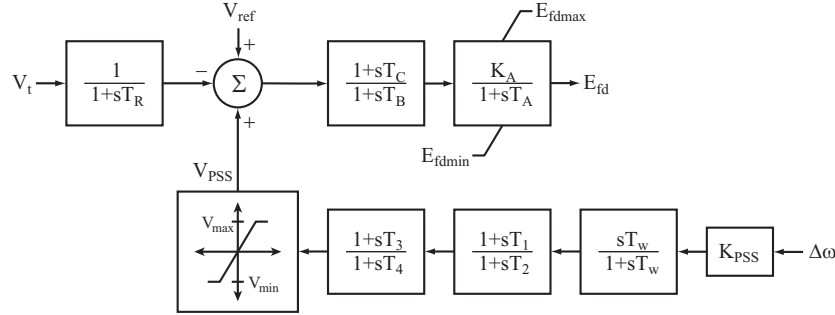 V_ref
E_fdmax
V_t
1
1+sT_R
−
+
Σ
+
1+sT_C
1+sT_B
K_A
1+sT_A
E_fd
E_fdmin
V_PSS
V_max
V_min
1+sT_3
1+sT_4
1+sT_1
1+sT_2
sT_w
1+sT_w
K_PSS
Δω